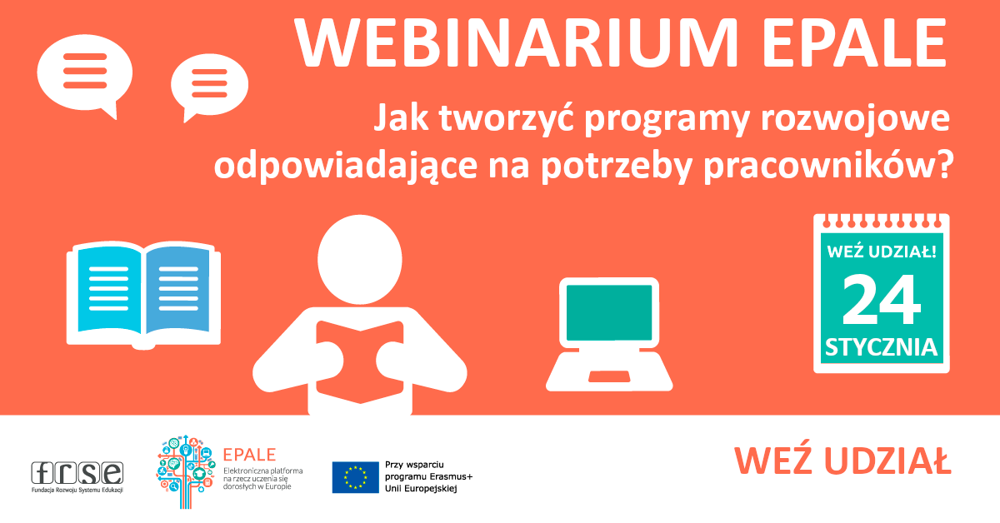 WEBINARIUM EPALE
Jak tworzyć programy rozwojowe
odpowiadające na potrzeby pracowników?
WEŹ UDZIAŁ!
24
STYCZNIA
frse
Fundacja Rozwoju Systemu Edukacji
EPALE
Elektroniczna platforma
na rzecz uczenia się
dorosłych w Europie
Przy wsparciu
programu Erasmus+
Unii Europejskiej
WEŹ UDZIAŁ